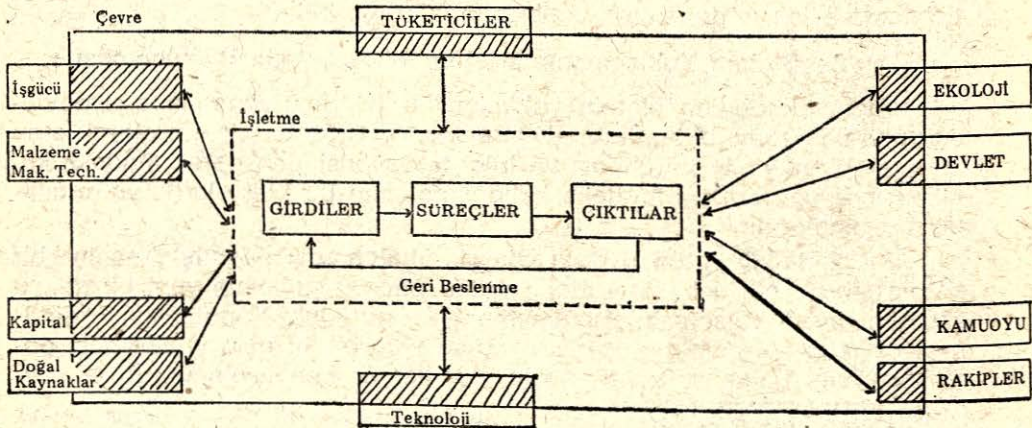 Çevre
TÜKETİCİLER
İşgücü
Malzeme
Mak. Teçh.
İşletme
EKOLOJİ
DEVLET
GİRDİLER
SÜREÇLER
ÇIKTILAR
Geri Beslenme
Kapital
Doğal
Kaynaklar
KAMUOYU
RAKİPLER
Teknoloji